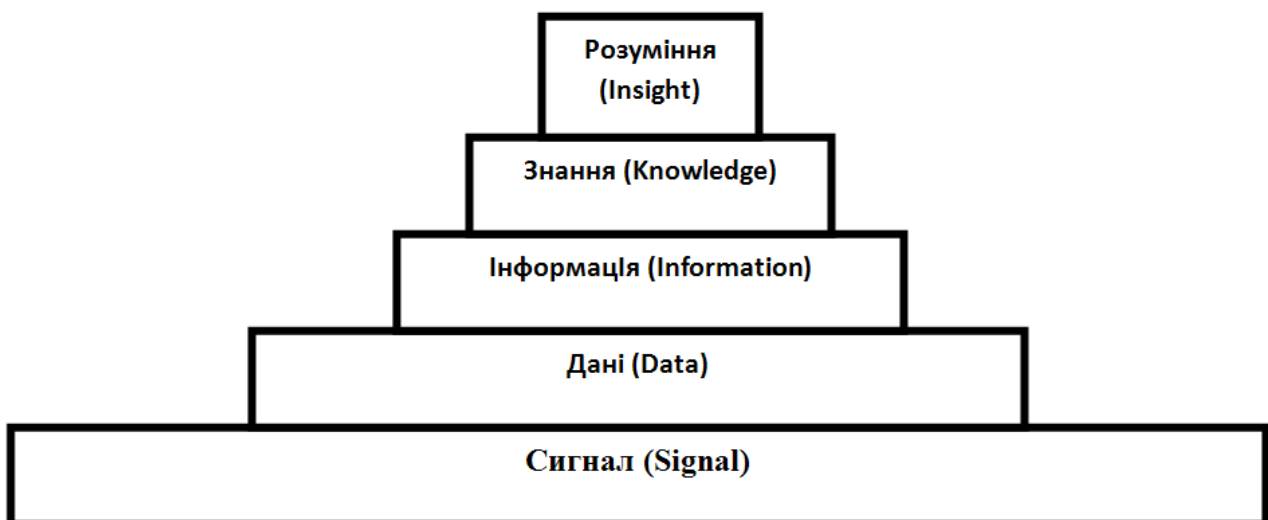 Розуміння
(Insight)
Знання (Knowledge)
ІнформацІя (Information)
Дані (Data)
Сигнал (Signal)